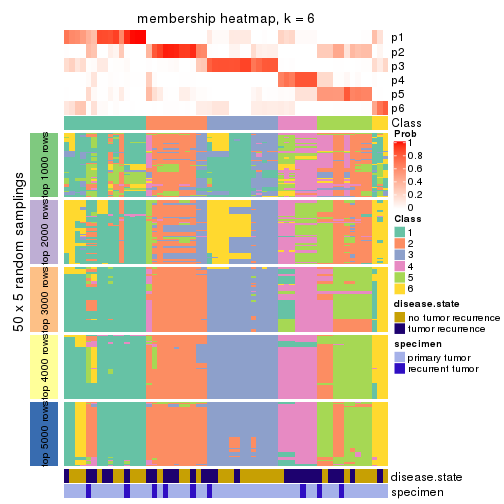 membership heatmap, k = 6
p1
p2
p3
p4
p5
p6
Class
Prob
1
0.8
0.6
0.4
0.2
0
Class
1
2
3
4
5
6
disease.state
no tumor recurrence
tumor recurrence
specimen
primary tumor
recurrent tumor
50 x 5 random samplings
top 1000 rows
top 2000 rows
top 3000 rows
top 4000 rows
top 5000 rows
disease.state
specimen